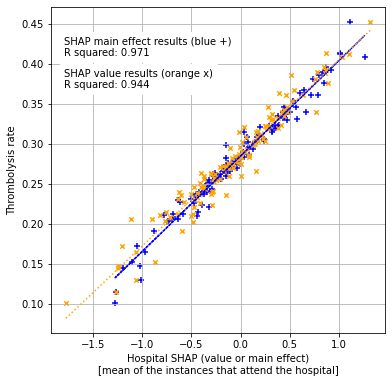 SHAP main effect results (blue +)
R squared: 0.971
SHAP value results (orange x)
R squared: 0.944
Thrombolysis rate
0.45
0.40
0.35
0.30
0.25
0.20
0.15
0.10
−1.5 −1.0 −0.5 0.0 0.5 1.0
Hospital SHAP (value or main effect)
[mean of the instances that attend the hospital]